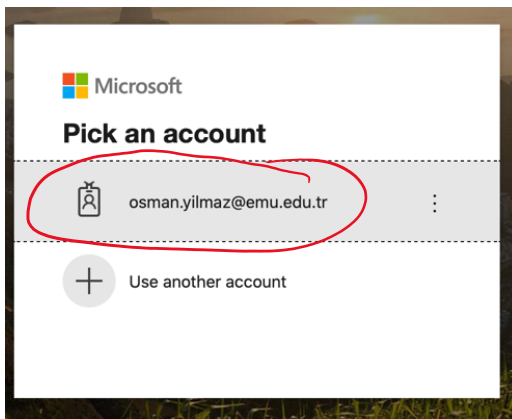 Microsoft
Pick an account
osman.yilmaz@emu.edu.tr
Use another account